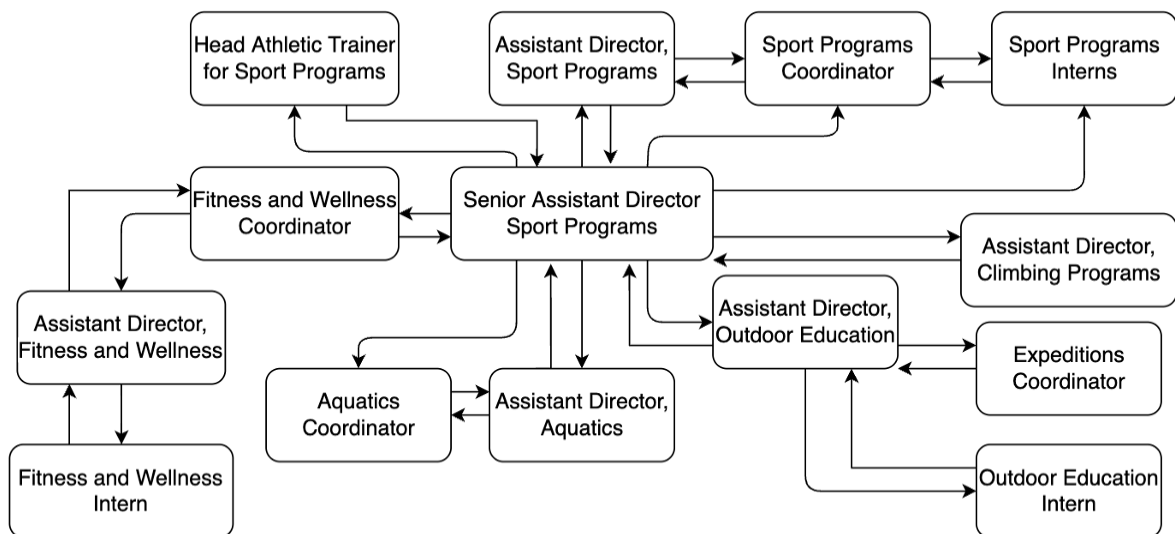 Head Athletic Trainer
for Sport Programs
Assistant Director,
Sport Programs
Sport Programs
Coordinator
Sport Programs
Interns
Fitness and Wellness
Coordinator
Senior Assistant Director
Sport Programs
Assistant Director,
Climbing Programs
Assistant Director,
Fitness and Wellness
Assistant Director,
Outdoor Education
Expeditions
Coordinator
Aquatics
Coordinator
Assistant Director,
Aquatics
Fitness and Wellness
Intern
Outdoor Education
Intern